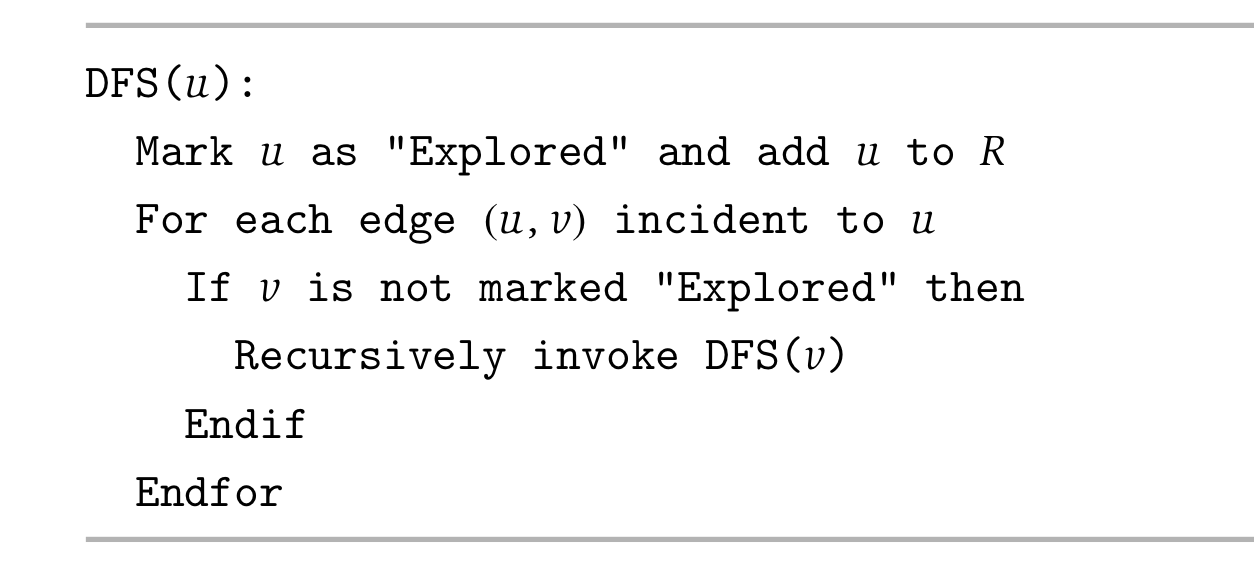 DFS(u):
Mark u as "Explored" and add u to R
For each edge (u, v) incident to u
If v is not marked "Explored" then
Recursively invoke DFS(v)
Endif
Endfor